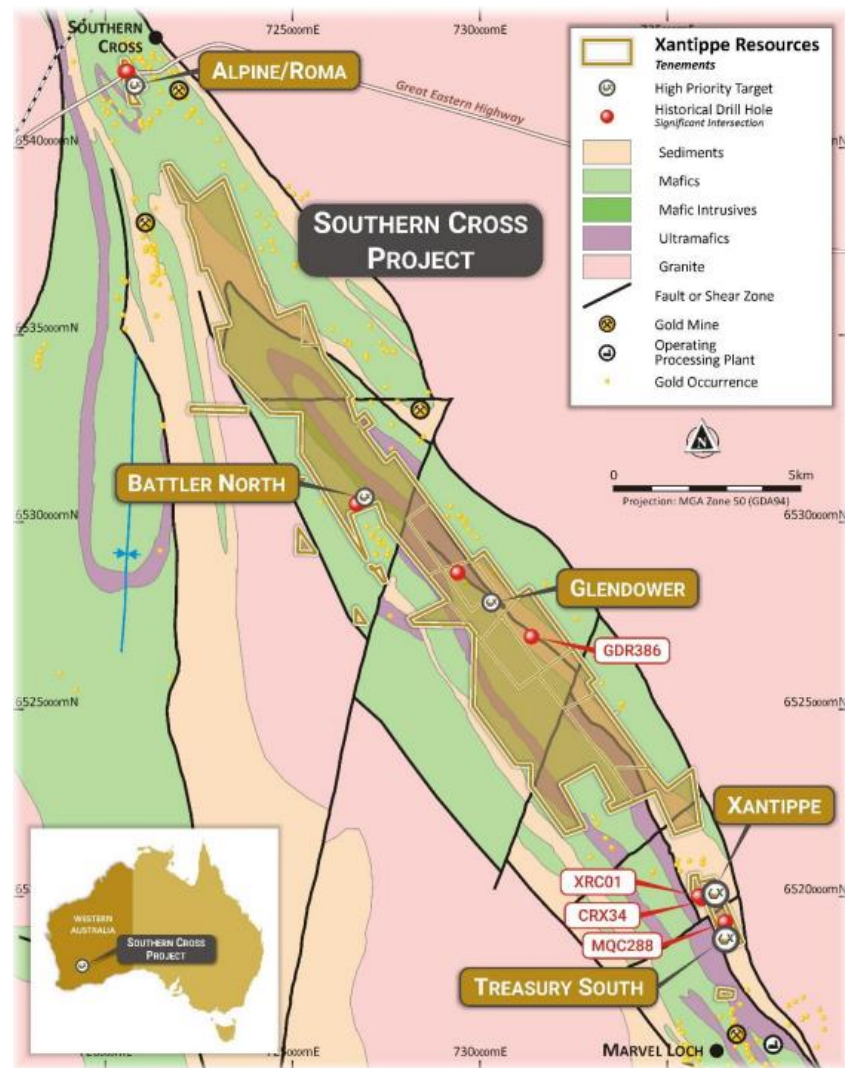 SOUTHERN
CROSS
725000mE
730000mE
ALPINE/ROMA
Great Eastern Highway
Xantippe Resources
Tenements
High Priority Target
Historical Drill Hole
Significant Intersection
Sediments
Mafics
Mafic Intrusives
Ultramafics
Granite
Fault or Shear Zone
Gold Mine
Operating
Processing Plant
Gold Occurrence
6540000mN
SOUTHERN CROSS
PROJECT
6535000mN
N
0
5km
Projection: MGA Zone 50 (GDA94)
BATTLER NORTH
6530000mN
6530000mN
GLENDOWER
GDR386
6525000mN
6525000mN
XANTIPPE
XRC01
CRX34
MQC288
6520000mN
TREASURY SOUTH
WESTERN
AUSTRALIA
SOUTHERN CROSS
PROJECT
MARVEL LOCH
725000mE
730000mE